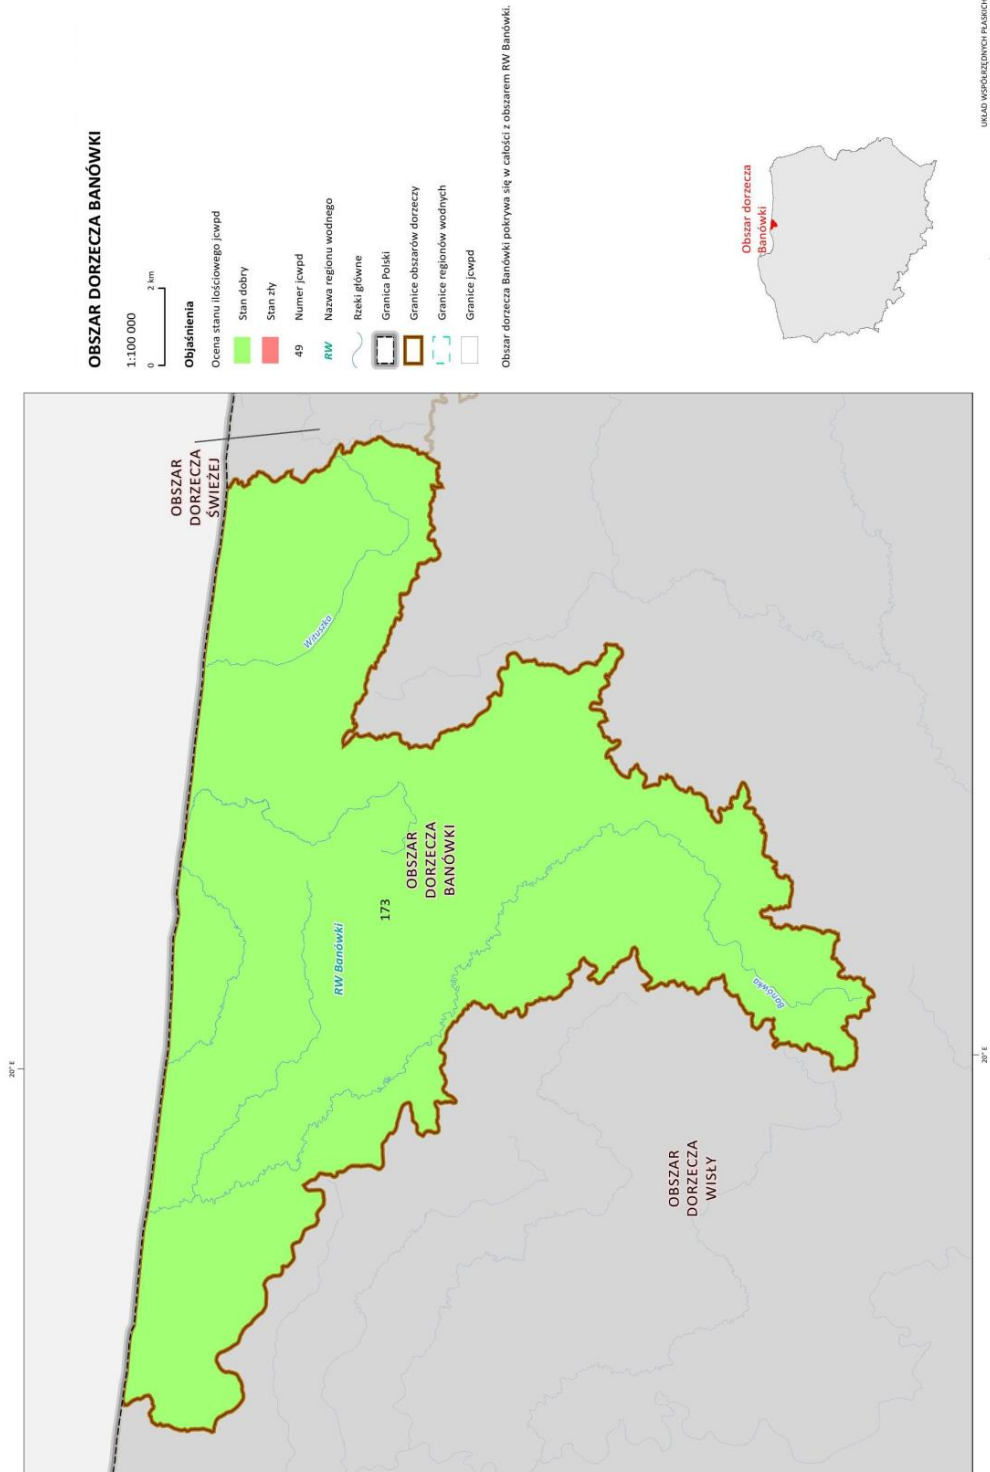 OBSZAR DORZECZA BANÓWKI
1:100 000
0 2 km
Objaśnienia
Ocena stanu ilościowego jcwpd
Stan dobry
Stan zły
49 Numer jcwpd
RW Nazwa regionu wodnego
Rzeki główne
Granica Polski
Granice obszarów dorzeczy
Granice regionów wodnych
Granice jcwpd
Obszar dorzecza Banówki pokrywa się w całości z obszarem RW Banówki.
Obszar dorzecza
Banówki
UKŁAD WSPÓŁRZĘDNYCH PŁASKICH
20° E
OBSZAR
DORZECZA
ŚWIEŻEJ
Wituszka
RW Banówki
173
OBSZAR
DORZECZA
BANÓWKI
Banówka
OBSZAR
DORZECZA
WISŁY
20° E